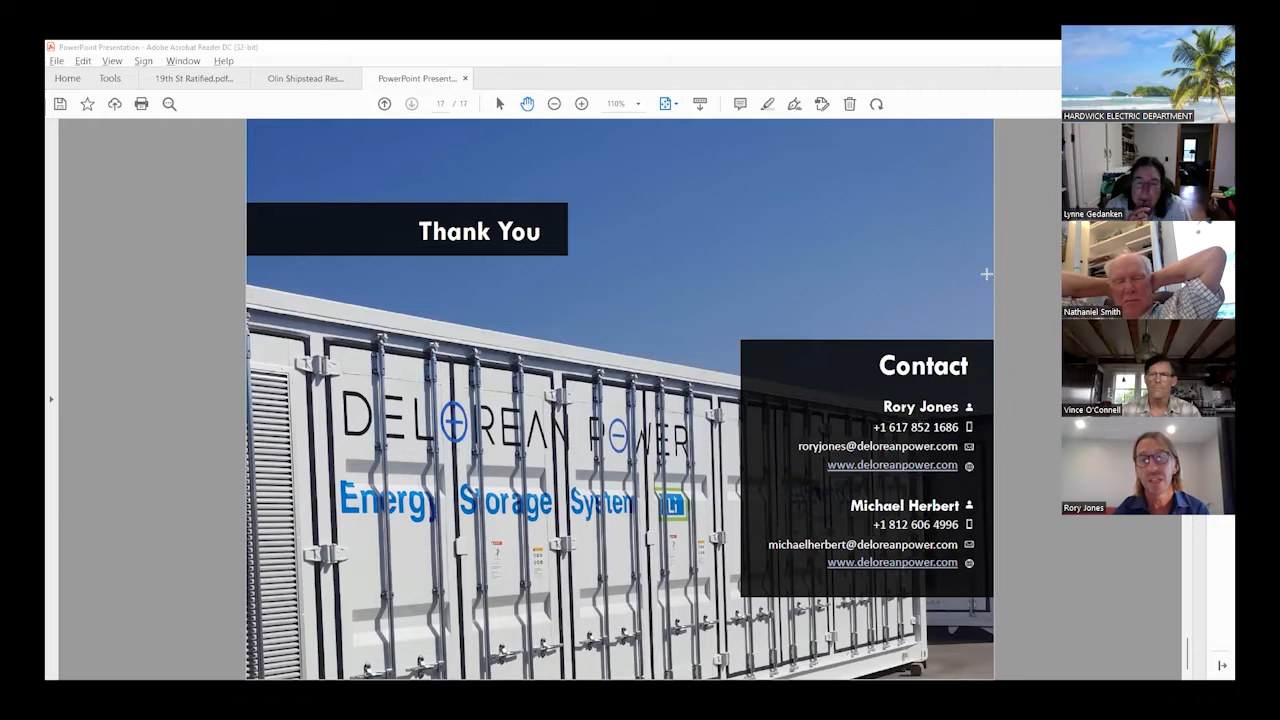 PowerPoint Presentation - Adobe Acrobat Reader DC (32-bit)
File Edit View Sign Window Help
Home Tools 19th St Ratified.pdf... Olin Shipstead Res... PowerPoint Present... ×
17 / 17 110%
Thank You
DELOREAN POWER
Energy Storage System
Contact
Rory Jones
+1 617 852 1686
roryjones@deloreanpower.com
www.deloreanpower.com
Michael Herbert
+1 812 606 4996
michaelherbert@deloreanpower.com
www.deloreanpower.com
HARDWICK ELECTRIC DEPARTMENT
Lynne Gedanken
Nathaniel Smith
Vince O'Connell
Rory Jones